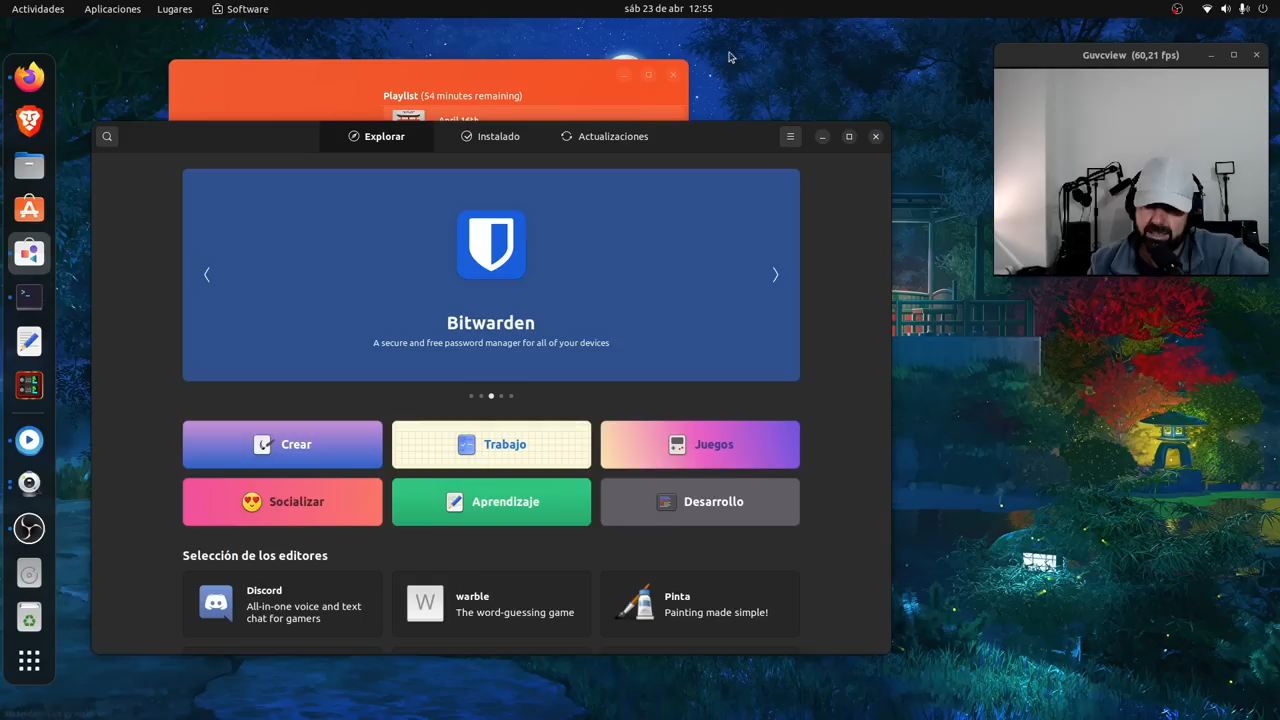 Actividades
Aplicaciones
Lugares
Software
sáb 23 de abr 12:55
Guvcview (60,21 fps)
Playlist (54 minutes remaining)
April 16th
Explorar
Instalado
Actualizaciones
Bitwarden
A secure and free password manager for all of your devices
Crear
Trabajo
Juegos
Socializar
Aprendizaje
Desarrollo
Selección de los editores
Discord
All-in-one voice and text
chat for gamers
W
warble
The word-guessing game
Pinta
Painting made simple!